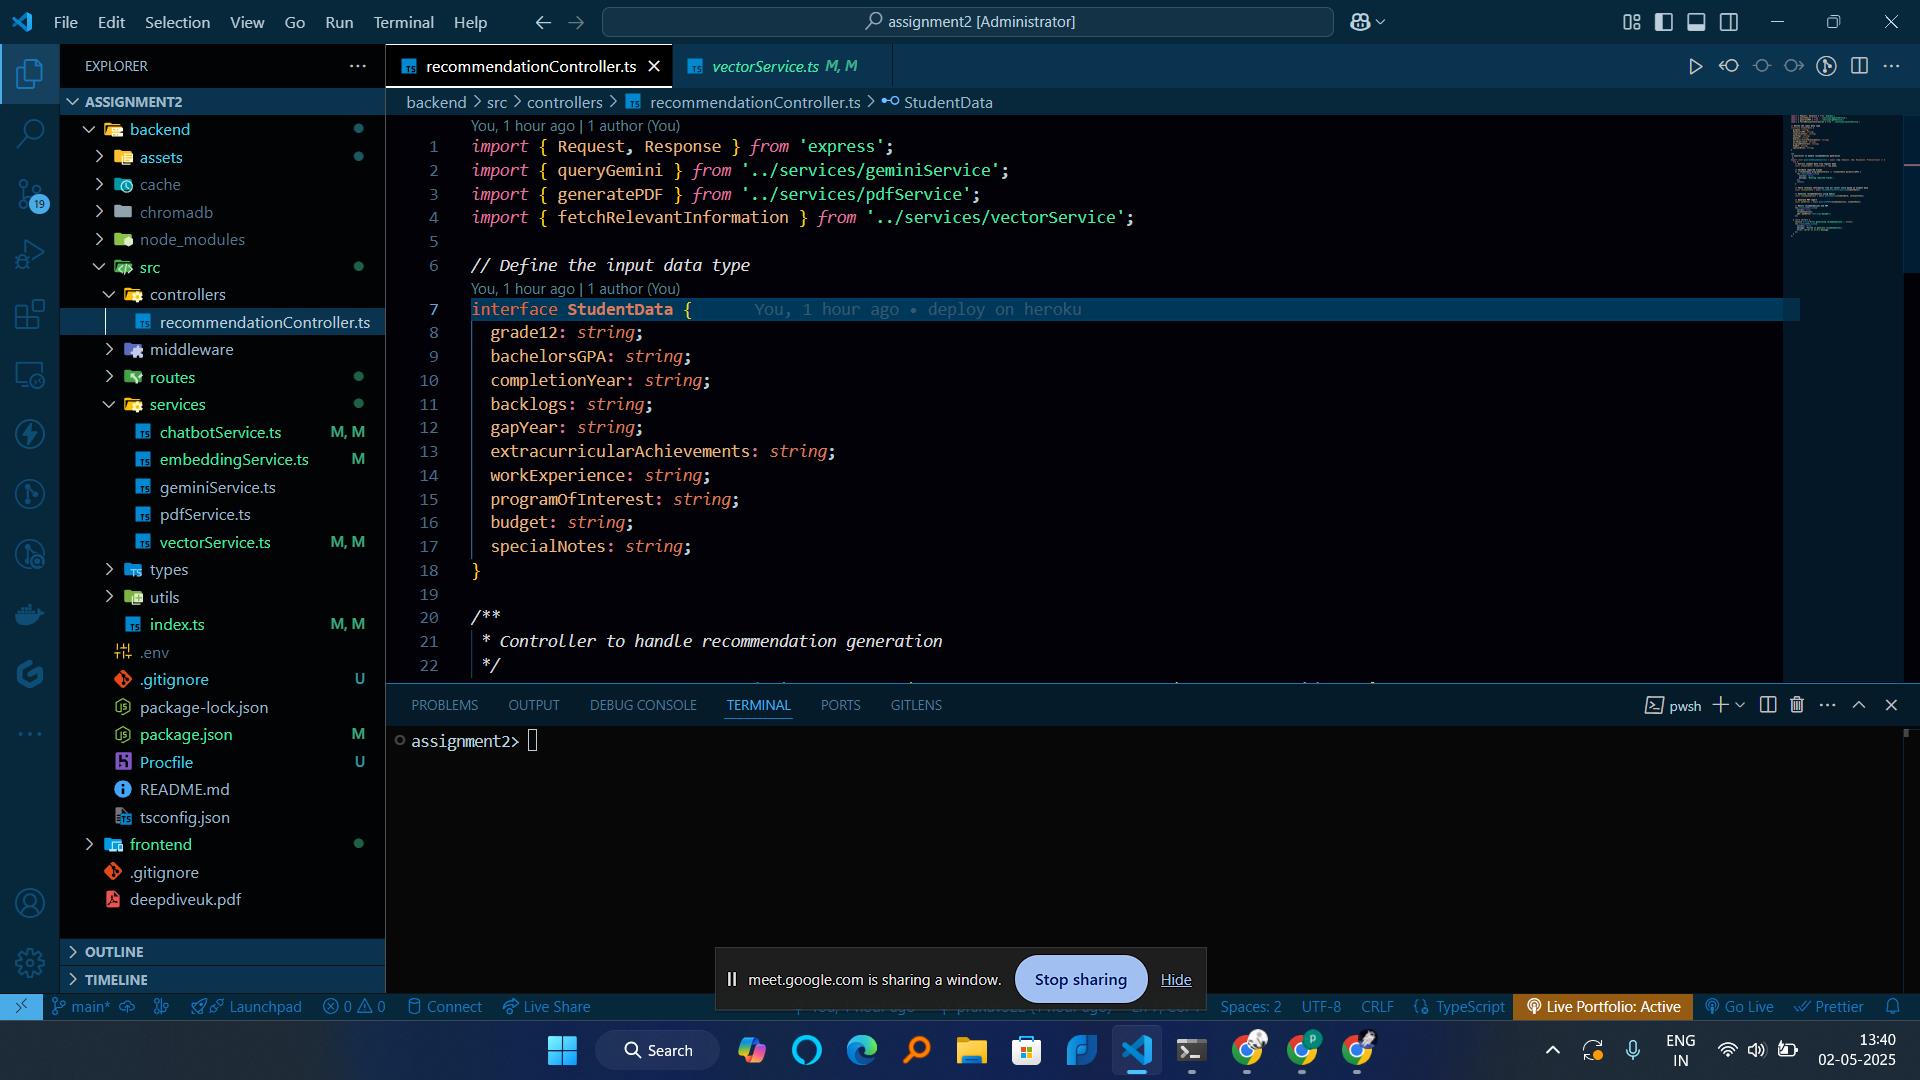 File Edit Selection View Go Run Terminal Help
assignment2 [Administrator]
EXPLORER
ASSIGNMENT2
backend
assets
cache
chromadb
node_modules
src
controllers
recommendationController.ts
middleware
routes
services
chatbotService.ts M, M
embeddingService.ts M
geminiService.ts
pdfService.ts
vectorService.ts M, M
types
utils
index.ts M, M
.env
.gitignore U
package-lock.json
package.json M
Procfile U
README.md
tsconfig.json
frontend
.gitignore
deepdiveuk.pdf
OUTLINE
TIMELINE
19
recommendationController.ts
vectorService.ts M, M
backend > src > controllers > recommendationController.ts > StudentData
You, 1 hour ago | 1 author (You)
1 import { Request, Response } from 'express';
2 import { queryGemini } from '../services/geminiService';
3 import { generatePDF } from '../services/pdfService';
4 import { fetchRelevantInformation } from '../services/vectorService';
5
6 // Define the input data type
You, 1 hour ago | 1 author (You)
7 interface StudentData { You, 1 hour ago • deploy on heroku
8 grade12: string;
9 bachelorsGPA: string;
10 completionYear: string;
11 backlogs: string;
12 gapYear: string;
13 extracurricularAchievements: string;
14 workExperience: string;
15 programOfInterest: string;
16 budget: string;
17 specialNotes: string;
18 }
19
20 /**
21 * Controller to handle recommendation generation
22 */
PROBLEMS OUTPUT DEBUG CONSOLE TERMINAL PORTS GITLENS
pwsh
assignment2>
meet.google.com is sharing a window. Stop sharing Hide
main* Launchpad 0 0 Connect Live Share
Spaces: 2 UTF-8 CRLF {} TypeScript Live Portfolio: Active Go Live Prettier
Search
ENG
IN
13:40
02-05-2025